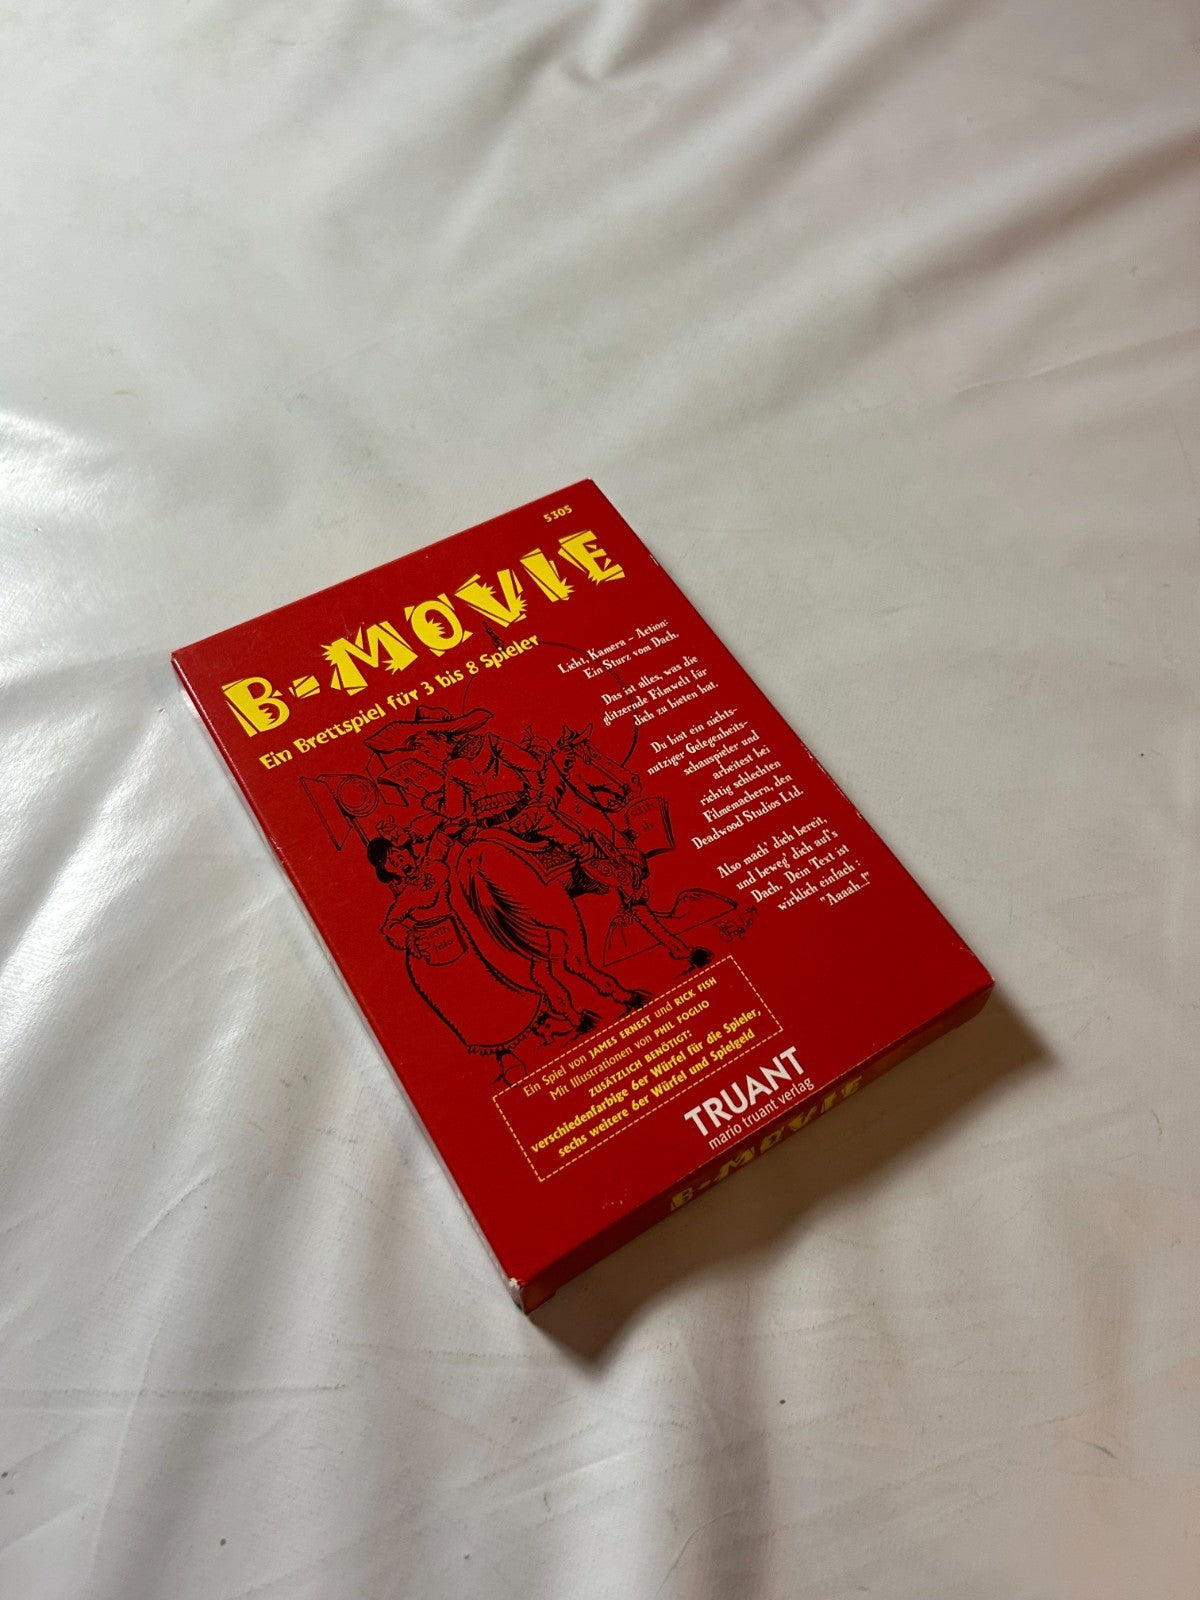 5305
B-MOVIE
Ein Brettspiel für 3 bis 8 Spieler
Licht, Kamera – Action:
Ein Sturz vom Dach.
Das ist alles, was die
glitzernde Filmwelt für
dich zu bieten hat.
Du bist ein nichts-
nutziger Gelegenheits-
schauspieler und
arbeitest bei
richtig schlechten
Filmemachern, den
Deadwood Studios Ltd.
Also mach' dich bereit,
und beweg' dich auf's
Dach. Dein Text ist
wirklich einfach :
"Aaaah...!"
Ein Spiel von JAMES ERNEST und RICK FISH
Mit Illustrationen von PHIL FOGLIO
ZUSÄTZLICH BENÖTIGT:
verschiedenfarbige 6er Würfel für die Spieler,
sechs weitere 6er Würfel und Spielgeld
TRUANT
mario truant verlag
B-MOVIE